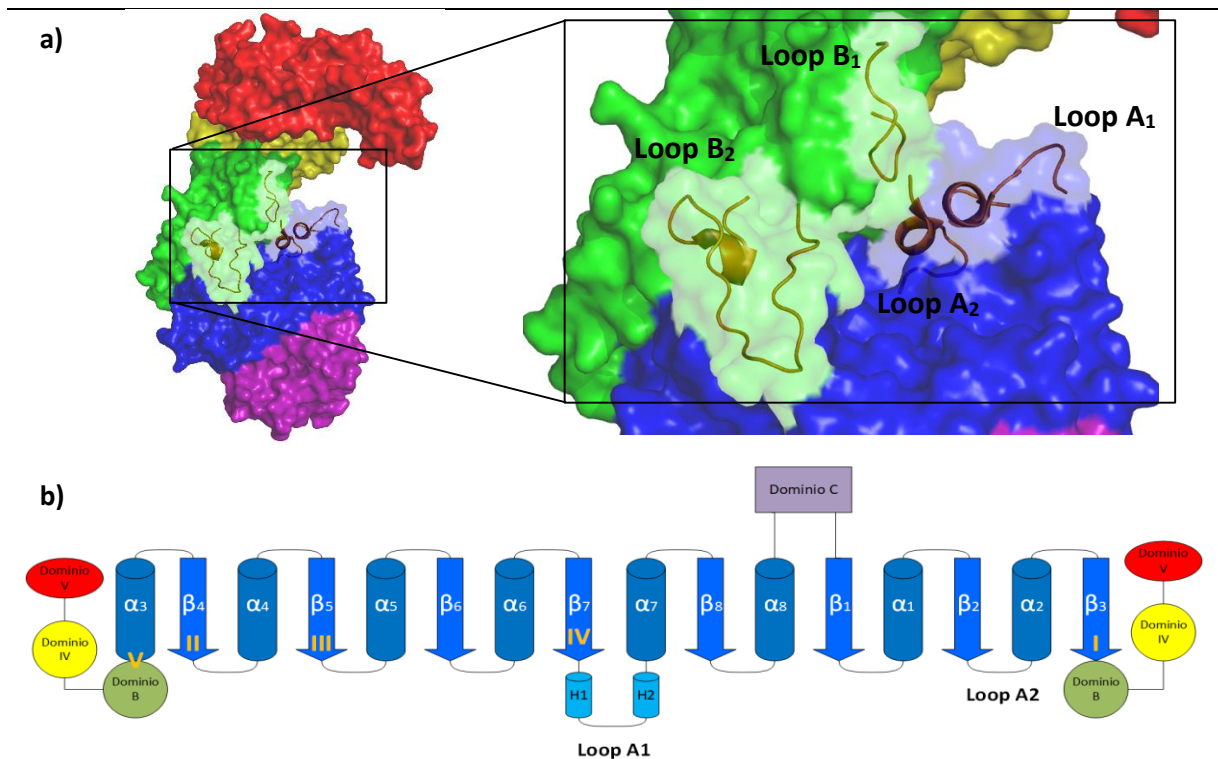 a)
Loop B1
Loop A1
Loop B2
Loop A2
b)
Dominio C
Dominio V
Dominio IV
Dominio B
V
α3
β4
II
α4
β5
III
α5
β6
α6
β7
IV
α7
β8
α8
β1
α1
β2
α2
β3
I
Dominio V
Dominio IV
Dominio B
H1
H2
Loop A1
Loop A2